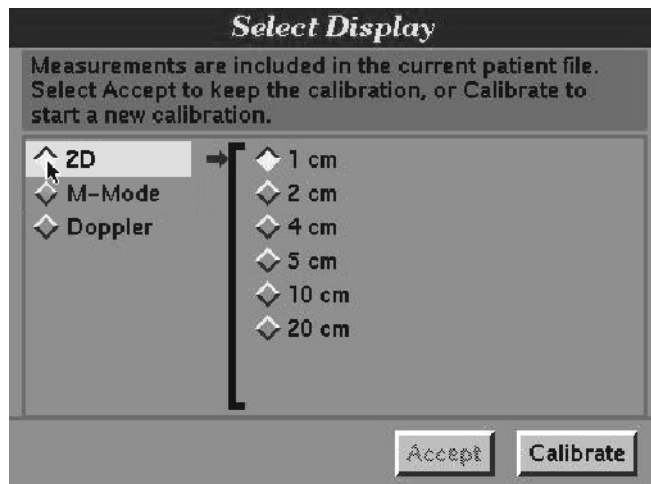 Select Display
Measurements are included in the current patient file.
Select Accept to keep the calibration, or Calibrate to
start a new calibration.
2D
M-Mode
Doppler
1 cm
2 cm
4 cm
5 cm
10 cm
20 cm
Accept
Calibrate